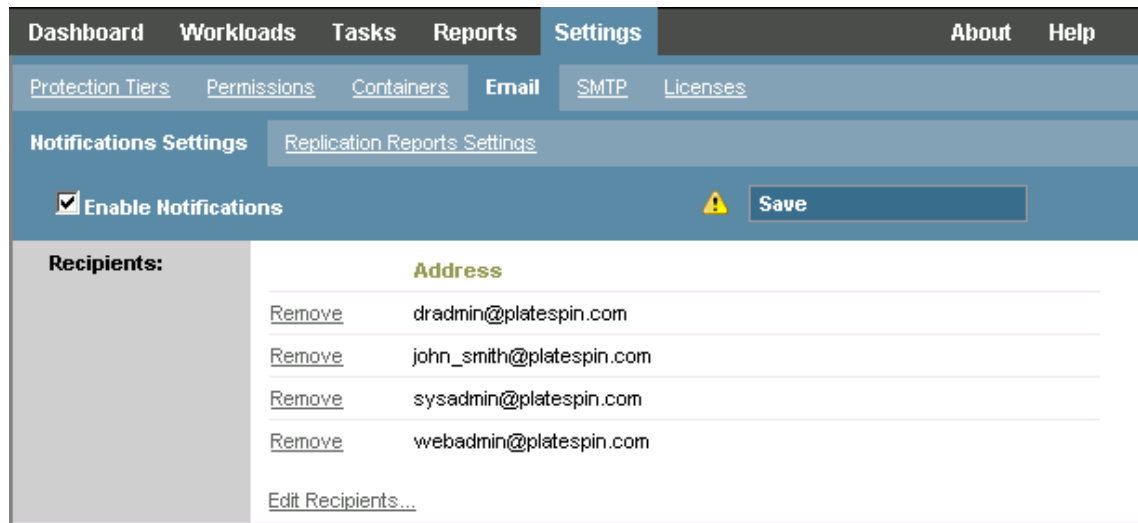 Dashboard Workloads Tasks Reports Settings About Help
Protection Tiers Permissions Containers Email SMTP Licenses
Notifications Settings Replication Reports Settings
Enable Notifications Save
Recipients: Address
Remove dradmin@platespin.com
Remove john_smith@platespin.com
Remove sysadmin@platespin.com
Remove webadmin@platespin.com
Edit Recipients...